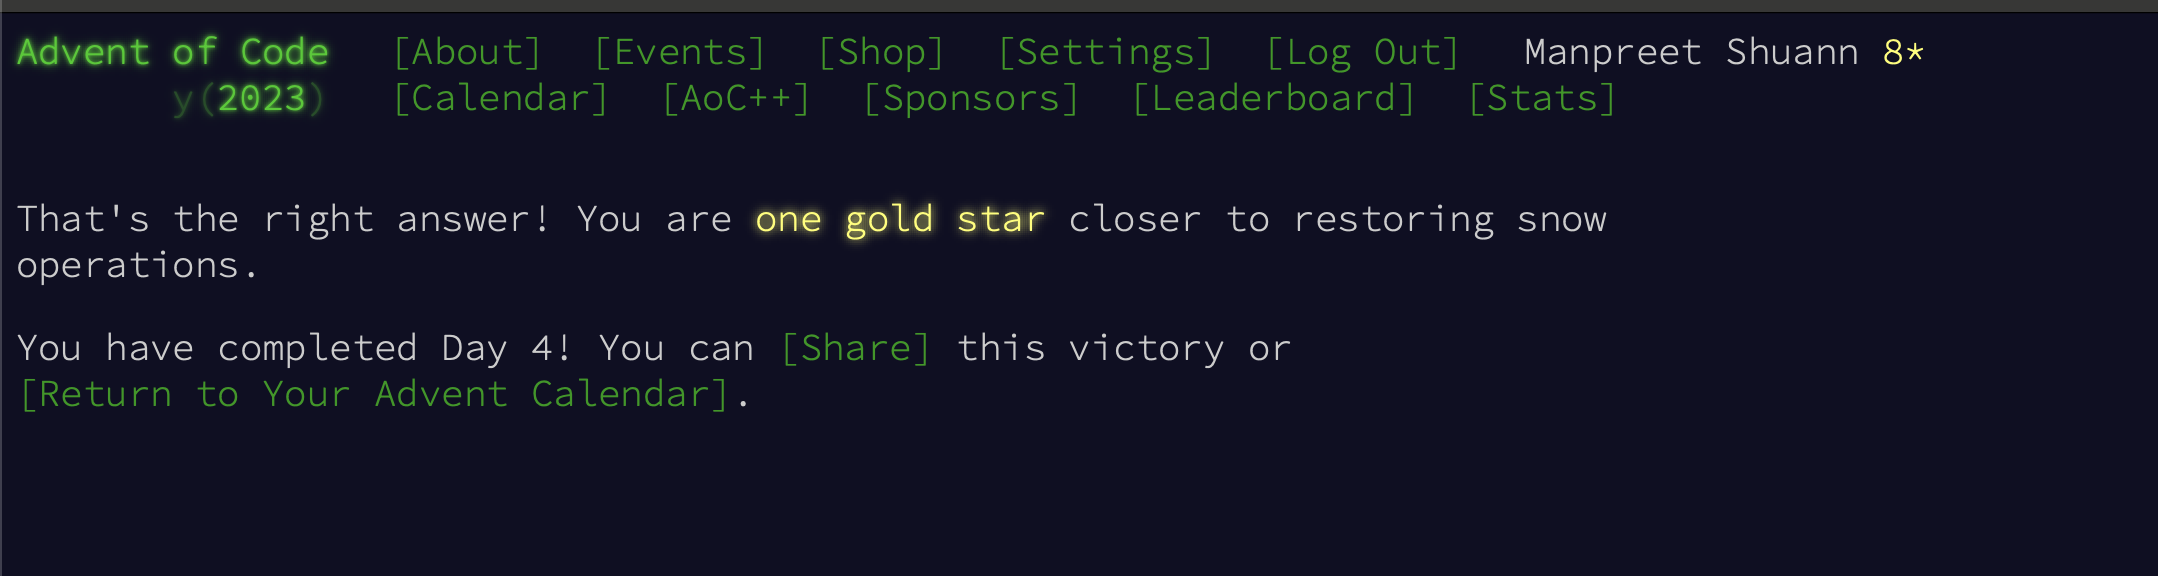 Advent of Code [About] [Events] [Shop] [Settings] [Log Out] Manpreet Shuann 8*
y(2023) [Calendar] [AoC++] [Sponsors] [Leaderboard] [Stats]
That's the right answer! You are one gold star closer to restoring snow
operations.
You have completed Day 4! You can [Share] this victory or
[Return to Your Advent Calendar].